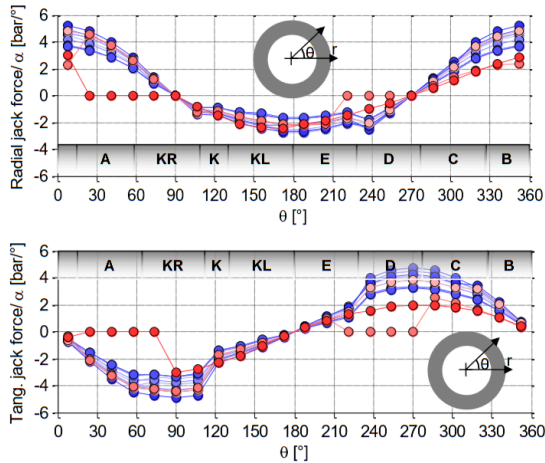 Radial jack force/ α [bar/°]
6
4
2
0
-2
-4
-6
θ r
A KR K KL E D C B
0 30 60 90 120 150 180 210 240 270 300 330 360
θ [°]
Tang. jack force/ α [bar/°]
6
4
2
0
-2
-4
-6
A KR K KL E D C B
θ r
0 30 60 90 120 150 180 210 240 270 300 330 360
θ [°]